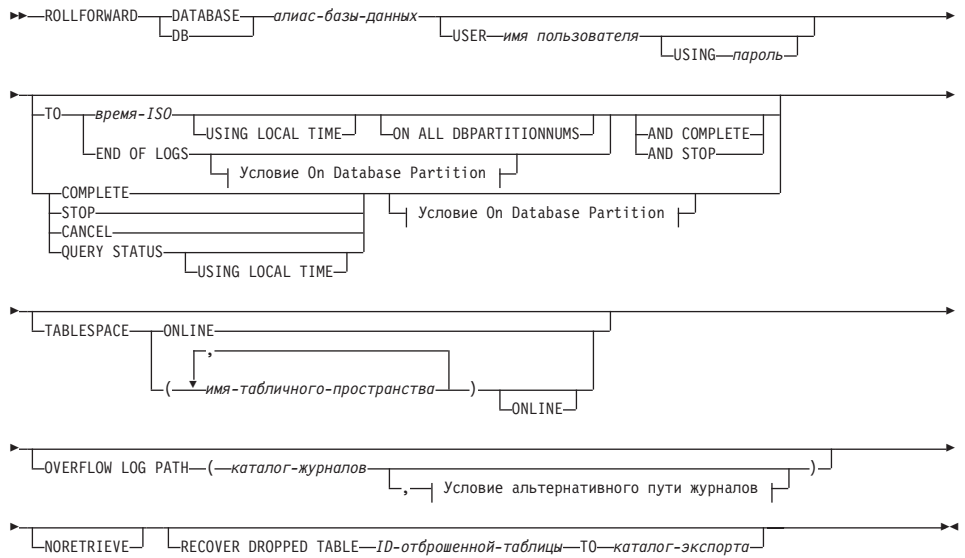 ROLLFORWARD DATABASE алиас-базы-данных
DB USER имя пользователя
USING пароль
TO время-ISO
USING LOCAL TIME ON ALL DBPARTITIONNUMS AND COMPLETE
END OF LOGS AND STOP
Условие On Database Partition
COMPLETE
STOP Условие On Database Partition
CANCEL
QUERY STATUS
USING LOCAL TIME
TABLESPACE ONLINE
,
( имя-табличного-пространства )
ONLINE
OVERFLOW LOG PATH ( каталог-журналов )
, Условие альтернативного пути журналов
NORETRIEVE RECOVER DROPPED TABLE ID-отброшенной-таблицы TO каталог-экспорта